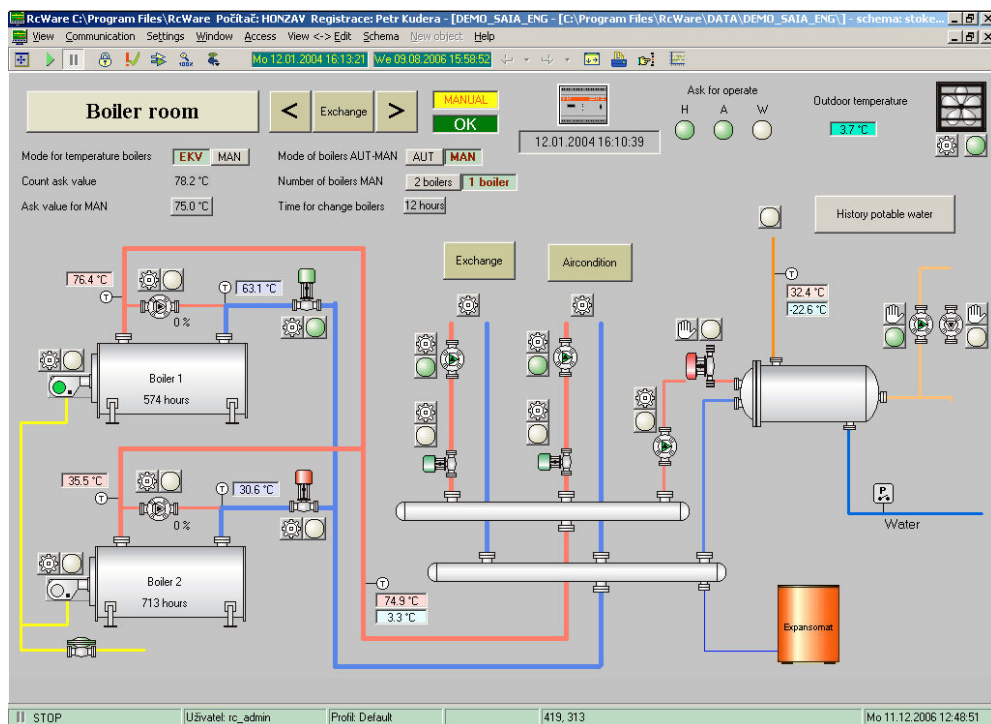 RcWare C:\Program Files\RcWare Počítač: HONZAV Registrace: Petr Kudera - [DEMO_SAIA_ENG - [C:\Program Files\RcWare\DATA\DEMO_SAIA_ENG\] - schema: stoke...
View Communication Settings Window Access View <-> Edit Schema New object Help
100x Mo 12.01.2004 16:13:21 We 09.08.2006 15:58:52
Boiler room
< Exchange >
MANUAL
OK
12.01.2004 16:10:39
Ask for operate
H A W
Outdoor temperature
3.7 °C
Mode for temperature boilers EKV MAN
Mode of boilers AUT-MAN AUT MAN
Count ask value 78.2 °C
Number of boilers MAN 2 boilers 1 boiler
Ask value for MAN 75.0 °C
Time for change boilers 12 hours
History potable water
Exchange
Aircondition
76.4 °C
T
0 %
T
63.1 °C
T
32.4 °C
-22.6 °C
Boiler 1
574 hours
35.5 °C
T
0 %
T
30.6 °C
P
Water
Boiler 2
713 hours
T
74.9 °C
3.3 °C
Expansomat
STOP Uživatel: rc_admin Profil: Default 419, 313 Mo 11.12.2006 12:48:51